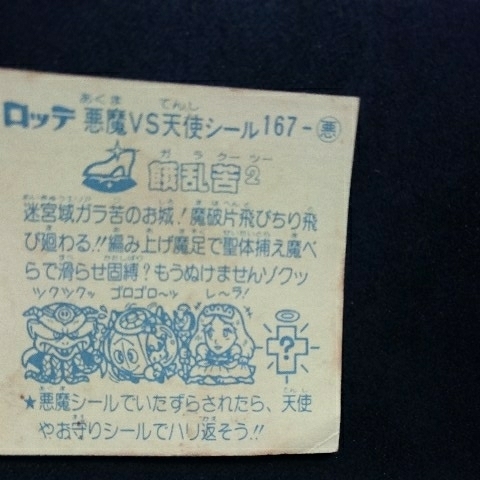 ロッテ 悪魔VS天使シール167-悪
餓乱苦2
迷宮域ガラ苦のお城!魔破片飛びちり飛
び廻わる!!編み上げ魔足で聖体捕え魔べ
らで滑らせ固縛?もうぬけませんゾクッ
ツクツクッ ゴロゴロ〜ッ レ〜ラ!
?
★悪魔シールでいたずらされたら、天使
やお守りシールでハリ返そう!!